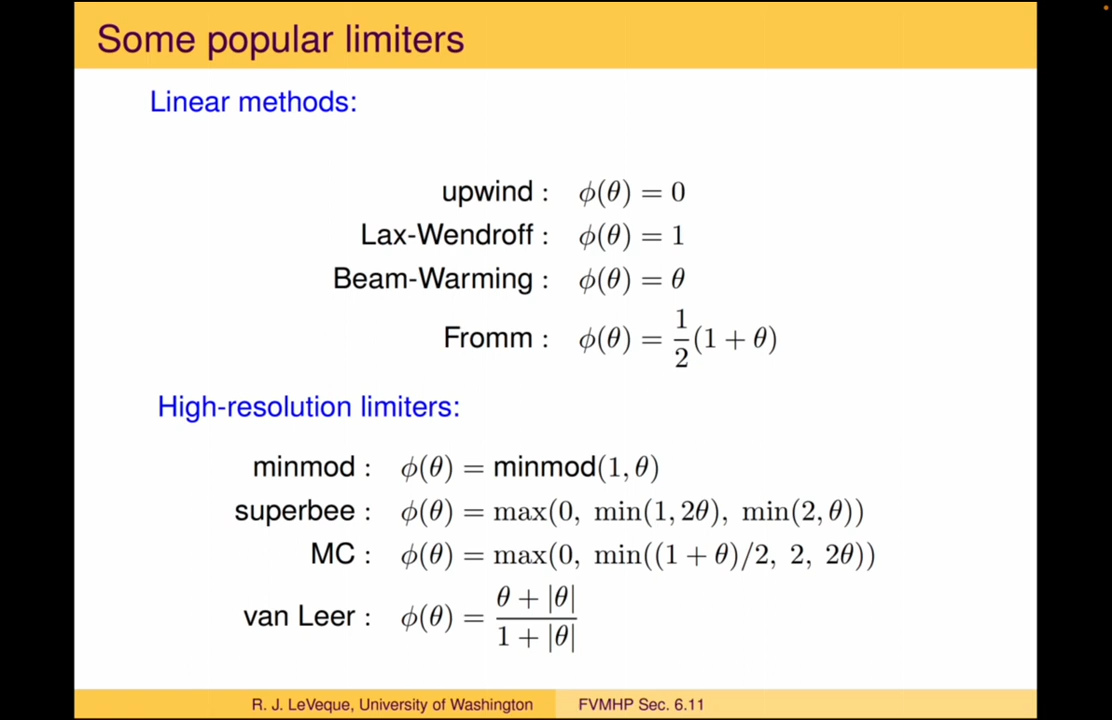 Some popular limiters
Linear methods:
upwind : ϕ(θ) = 0
Lax-Wendroff : ϕ(θ) = 1
Beam-Warming : ϕ(θ) = θ
Fromm : ϕ(θ) = 1/2(1 + θ)
High-resolution limiters:
minmod : ϕ(θ) = minmod(1, θ)
superbee : ϕ(θ) = max(0, min(1, 2θ), min(2, θ))
MC : ϕ(θ) = max(0, min((1 + θ)/2, 2, 2θ))
van Leer : ϕ(θ) = θ + |θ| / 1 + |θ|
R. J. LeVeque, University of Washington FVMHP Sec. 6.11